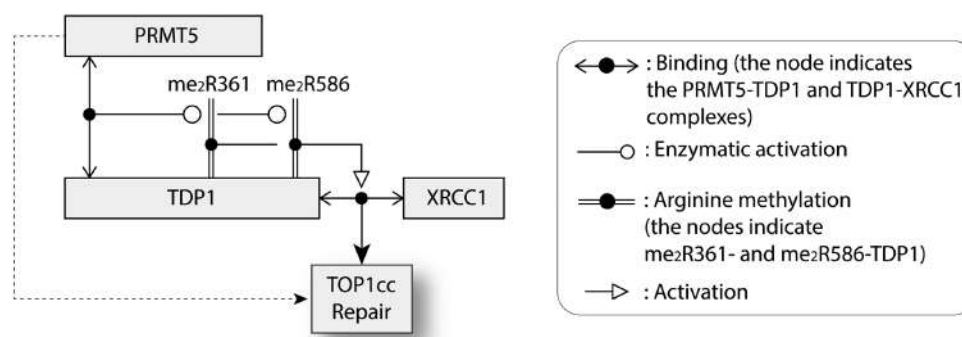 PRMT5
me2R361 me2R586
TDP1
XRCC1
TOP1cc
Repair
: Binding (the node indicates
the PRMT5-TDP1 and TDP1-XRCC1
complexes)
: Enzymatic activation
: Arginine methylation
(the nodes indicate
me2R361- and me2R586-TDP1)
: Activation